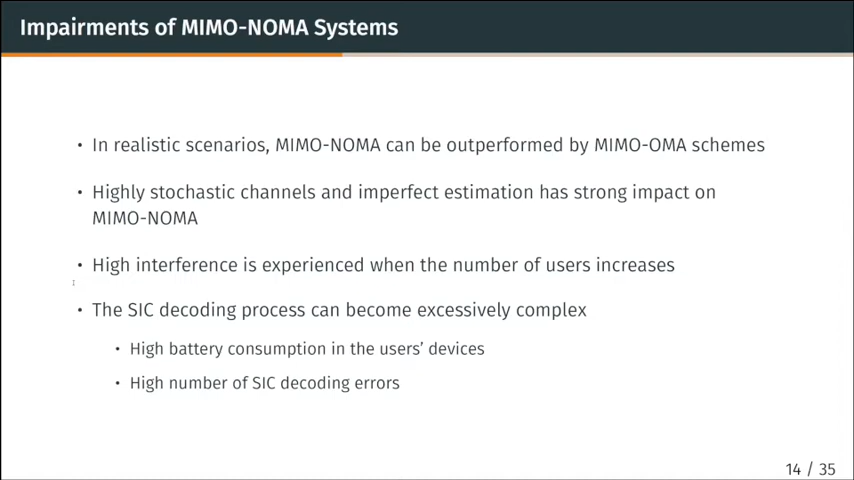 Impairments of MIMO-NOMA Systems
• In realistic scenarios, MIMO-NOMA can be outperformed by MIMO-OMA schemes
• Highly stochastic channels and imperfect estimation has strong impact on
MIMO-NOMA
• High interference is experienced when the number of users increases
• The SIC decoding process can become excessively complex
• High battery consumption in the users’ devices
• High number of SIC decoding errors
14 / 35